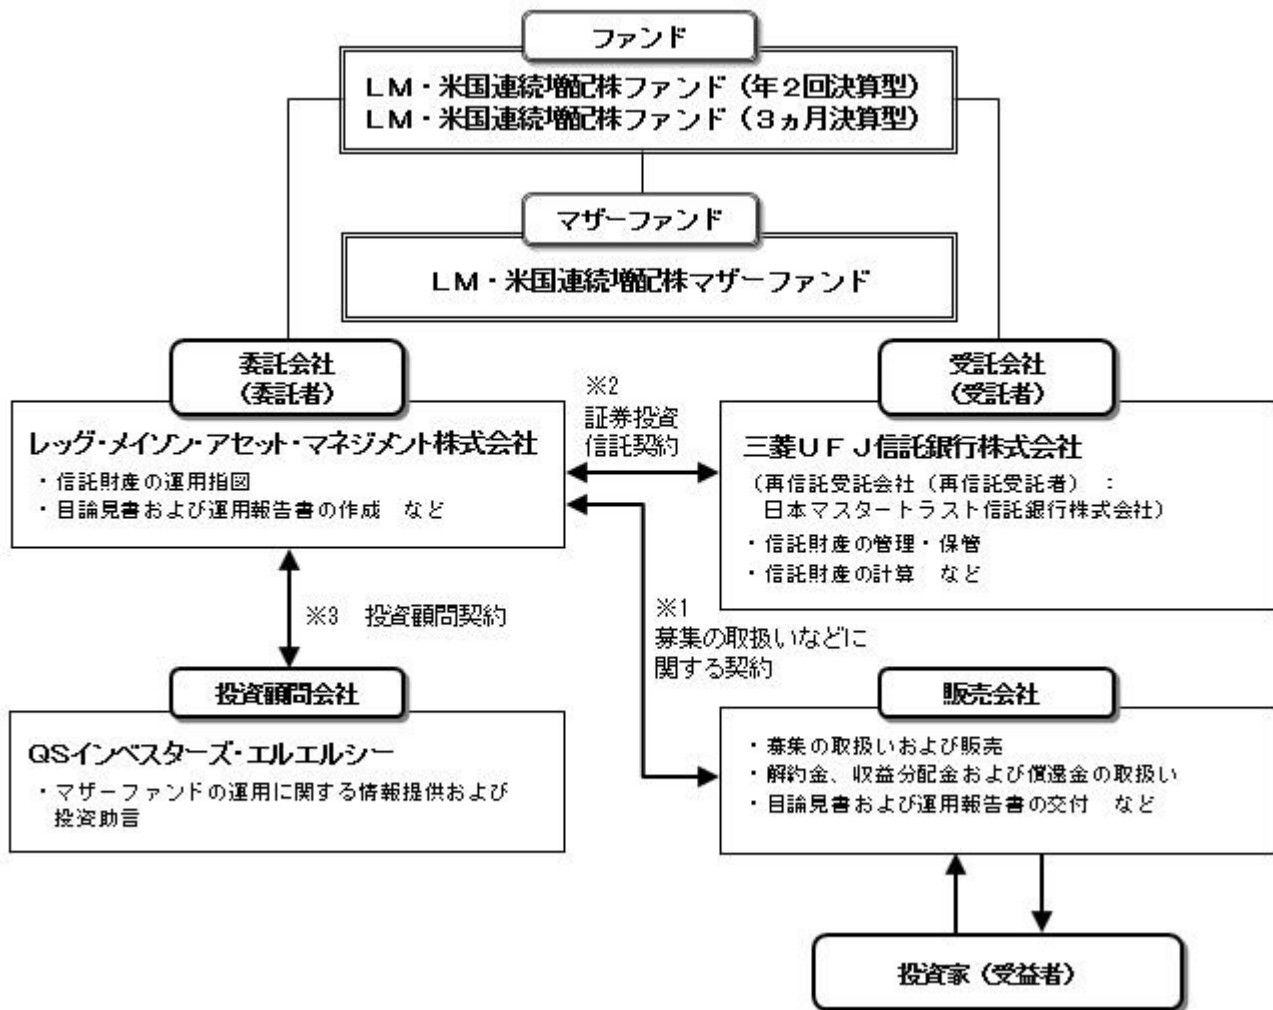 ファンド
LM・米国連続増配株ファンド（年2回決算型）
LM・米国連続増配株ファンド（3ヵ月決算型）
マザーファンド
LM・米国連続増配株マザーファンド
委託会社
（委託者）
レッグ・メイソン・アセット・マネジメント株式会社
・信託財産の運用指図
・目論見書および運用報告書の作成　など
※2
証券投資
信託契約
受託会社
（受託者）
三菱UFJ信託銀行株式会社
（再信託受託会社（再信託受託者）　：
日本マスタートラスト信託銀行株式会社）
・信託財産の管理・保管
・信託財産の計算　など
※3　投資顧問契約
※1
募集の取扱いなどに
関する契約
投資顧問会社
QSインベスターズ・エルエルシー
・マザーファンドの運用に関する情報提供および
投資助言
販売会社
・募集の取扱いおよび販売
・解約金、収益分配金および償還金の取扱い
・目論見書および運用報告書の交付　など
投資家（受益者）